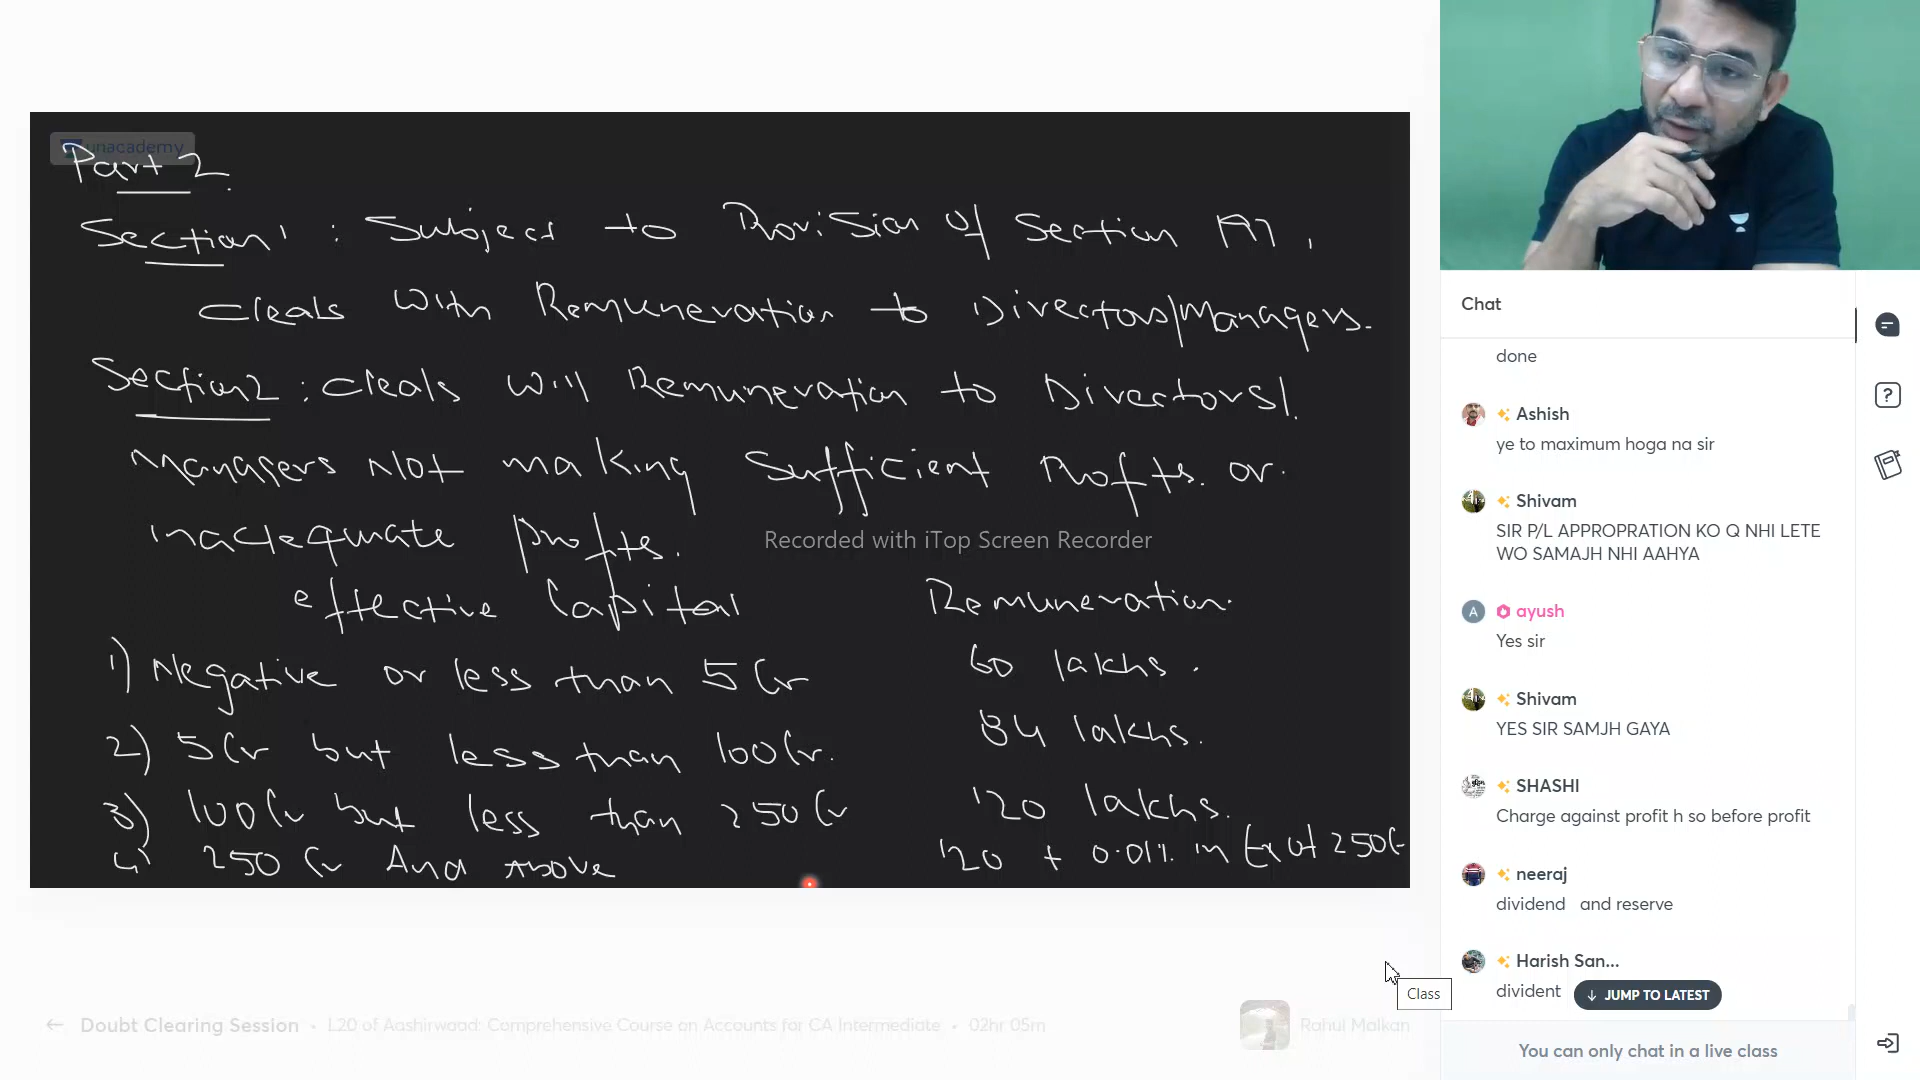 unacademy
Part 2
Section 1 : Subject to Provision of Section 197,
deals with Remuneration to Directors/Managers.
Section 2 : deals will Remuneration to Directors/
Managers Not making Sufficient Profits or
inadequate profits.
effective Capital Remuneration.
1) Negative or less than 5 Cr 60 lakhs.
2) 5 Cr but less than 100 Cr. 84 lakhs.
3) 100 Cr but less than 250 Cr 120 lakhs.
4) 250 Cr And Above 120 + 0.01% in Ex of 250 Cr
Recorded with iTop Screen Recorder
Chat
done
Ashish
ye to maximum hoga na sir
Shivam
SIR P/L APPROPRATION KO Q NHI LETE
WO SAMAJH NHI AAHYA
A ayush
Yes sir
Shivam
YES SIR SAMJH GAYA
SHASHI
Charge against profit h so before profit
neeraj
dividend and reserve
Harish San...
divident
JUMP TO LATEST
You can only chat in a live class
Class
Doubt Clearing Session • L20 of Aashirwaad: Comprehensive Course on Accounts for CA Intermediate • 02hr 05m
Rahul Malkan